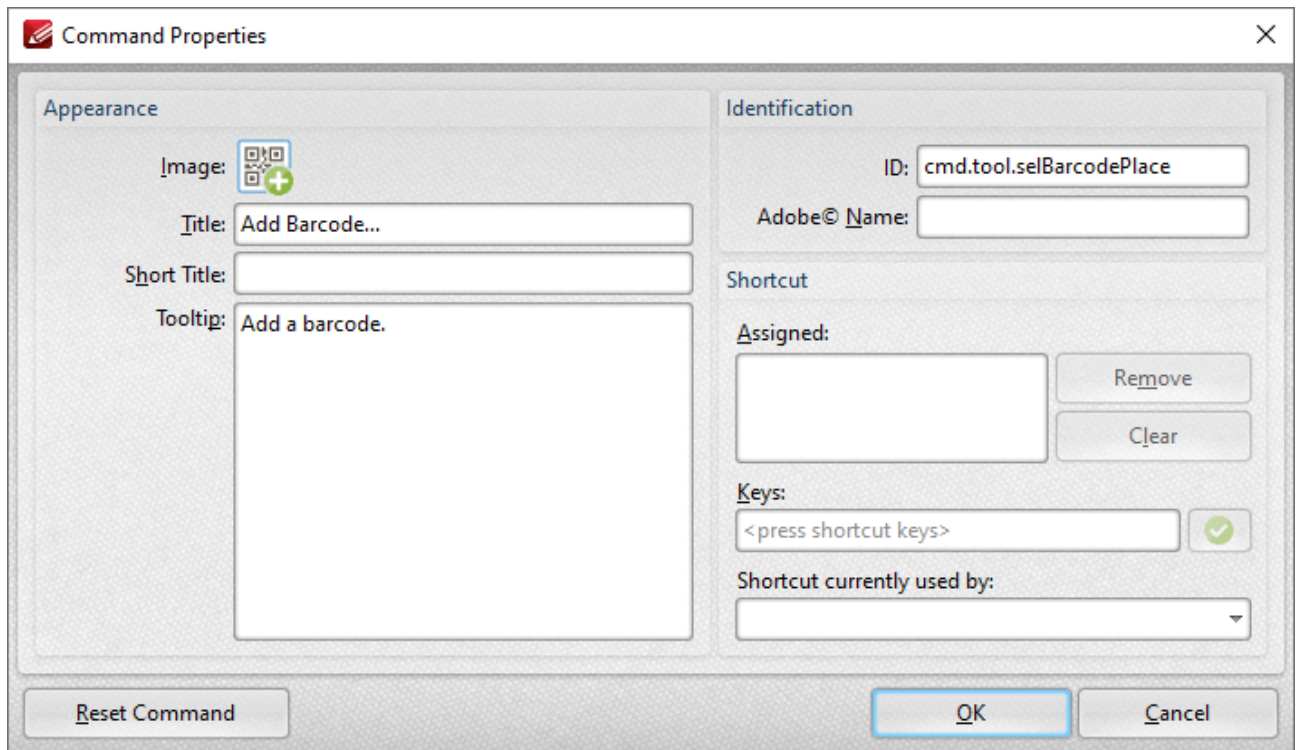 Command Properties
Appearance
Image:
Title: Add Barcode...
Short Title:
Tooltip: Add a barcode.
Identification
ID: cmd.tool.selBarcodePlace
Adobe© Name:
Shortcut
Assigned:
Remove
Clear
Keys:
<press shortcut keys>
Shortcut currently used by:
Reset Command
OK
Cancel